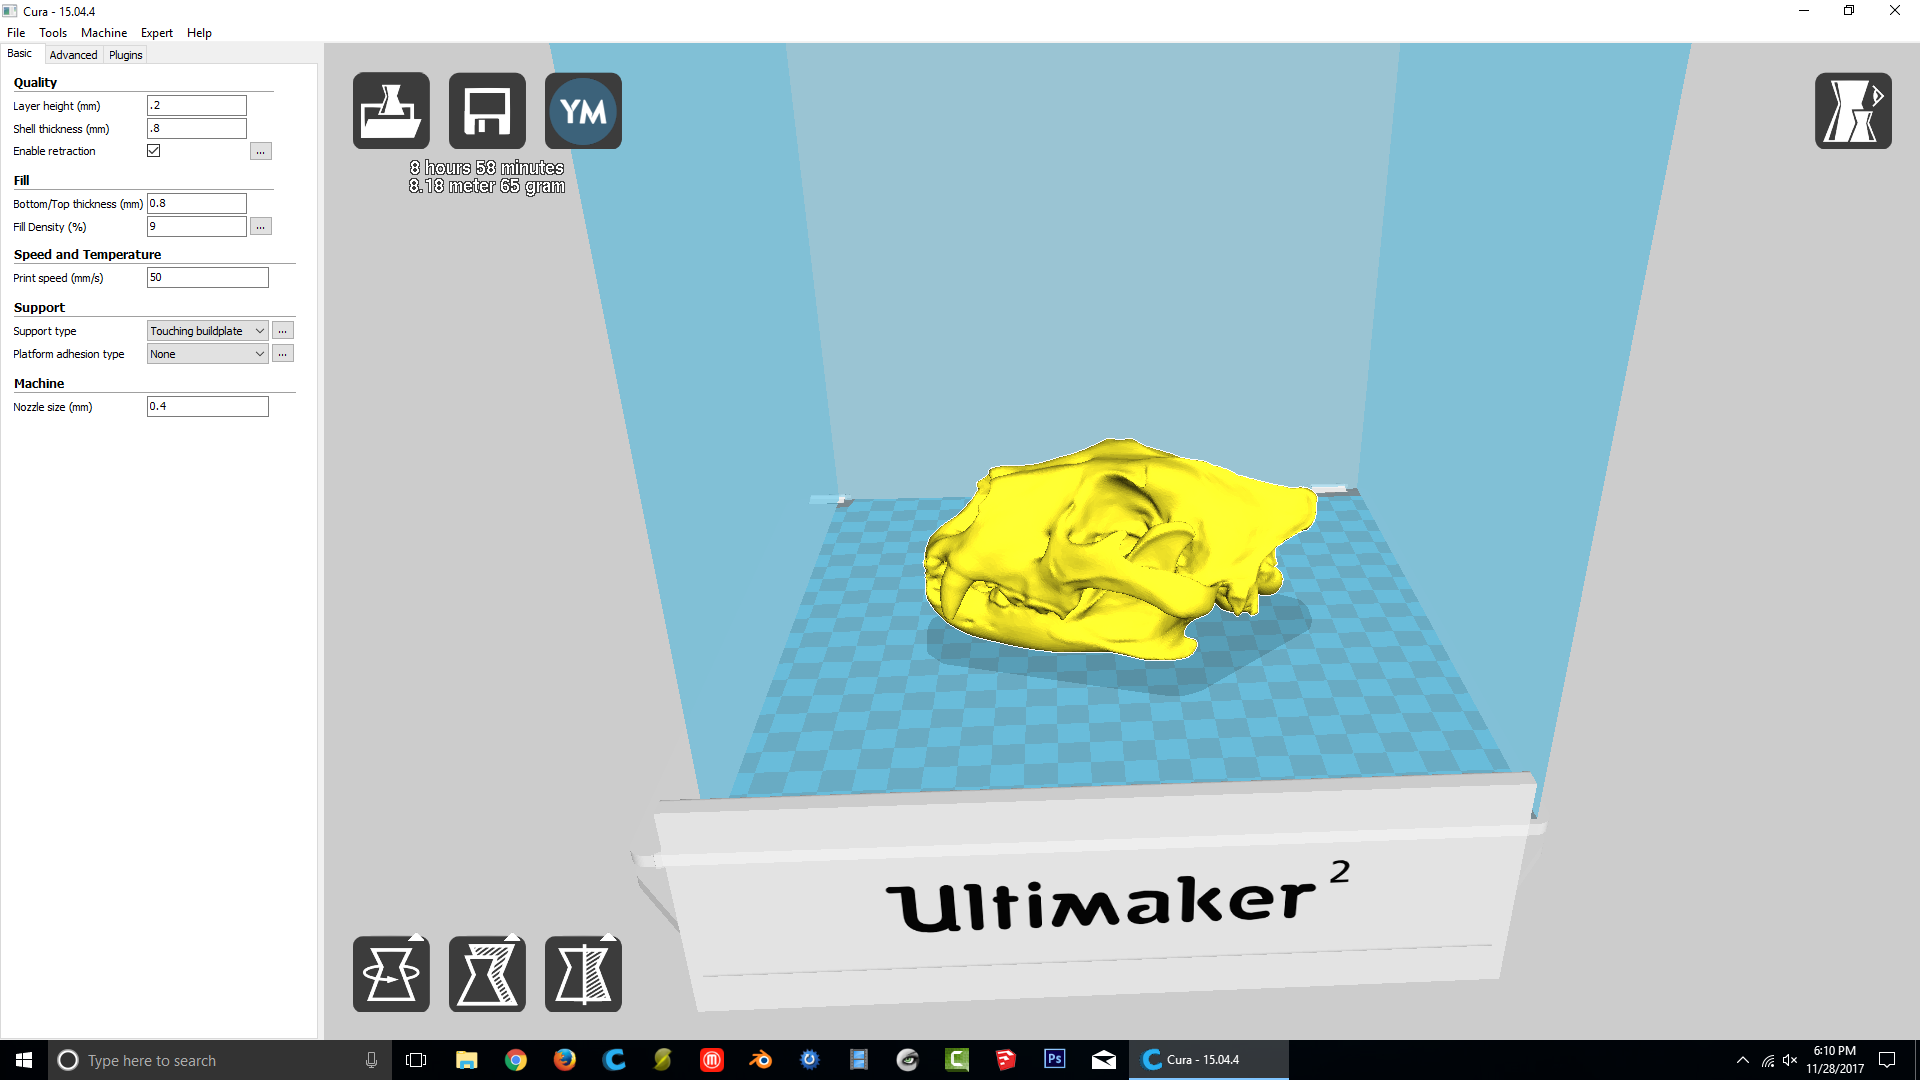 Cura - 15.04.4
File Tools Machine Expert Help
Basic Advanced Plugins
Quality
Layer height (mm) .2
Shell thickness (mm) .8
Enable retraction ...
Fill
Bottom/Top thickness (mm) 0.8
Fill Density (%) 9 ...
Speed and Temperature
Print speed (mm/s) 50
Support
Support type Touching buildplate ...
Platform adhesion type None ...
Machine
Nozzle size (mm) 0.4
YM
8 hours 58 minutes
8.18 meter 65 gram
Ultimaker 2
Type here to search
Ps
Cura - 15.04.4
6:10 PM
11/28/2017